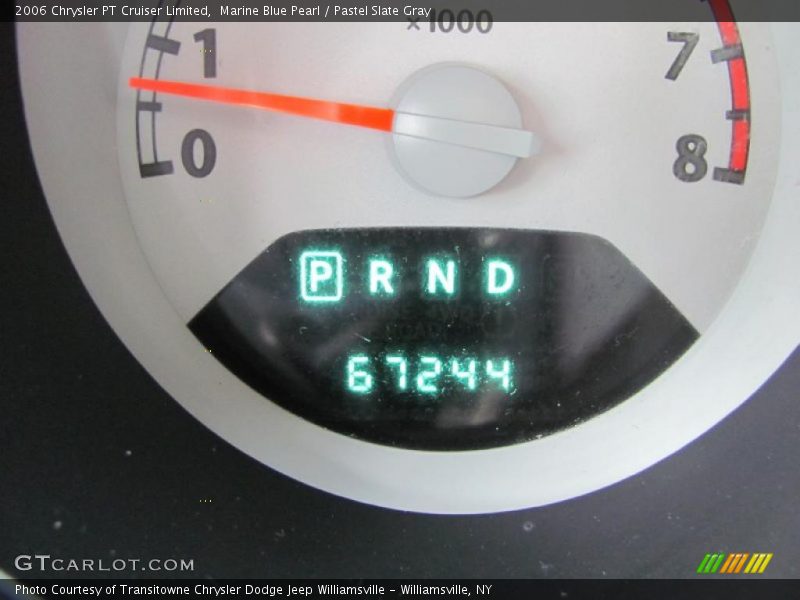 2006 Chrysler PT Cruiser Limited, Marine Blue Pearl / Pastel Slate Gray
×1000
1
7
0
8
P R N D
67244
GTCARLOT.COM
Photo Courtesy of Transitowne Chrysler Dodge Jeep Williamsville – Williamsville, NY